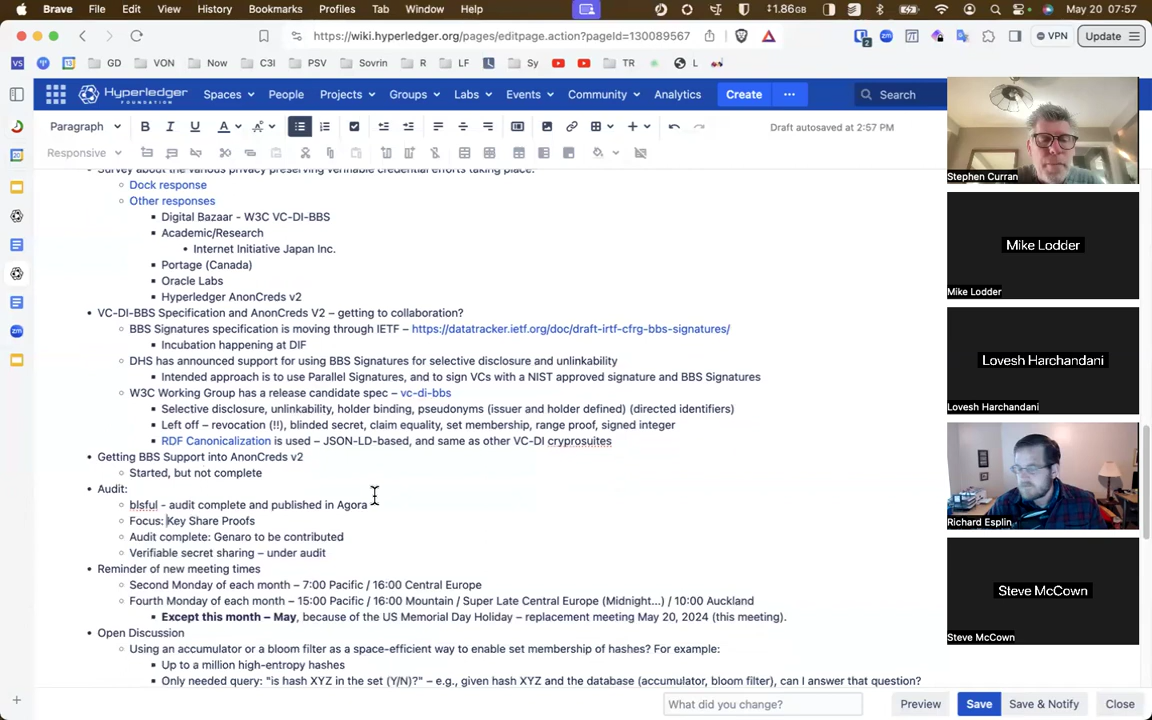 Brave File Edit View History Bookmarks Profiles Tab Window Help 1.86GB May 20 07:57
https://wiki.hyperledger.org/pages/editpage.action?pageId=130089567 2 VPN Update
VS GD VON Now C3I PSV Sovrin R LF Sy TR L
HYPERLEDGER FOUNDATION Spaces People Projects Groups Labs Events Community Analytics Create ••• Search
Paragraph B I U A Draft autosaved at 2:57 PM
Responsive
Survey about the various privacy preserving verifiable credential efforts taking place.
Dock response
Other responses
Digital Bazaar - W3C VC-DI-BBS
Academic/Research
Internet Initiative Japan Inc.
Portage (Canada)
Oracle Labs
Hyperledger AnonCreds v2
VC-DI-BBS Specification and AnonCreds V2 – getting to collaboration?
BBS Signatures specification is moving through IETF – https://datatracker.ietf.org/doc/draft-irtf-cfrg-bbs-signatures/
Incubation happening at DIF
DHS has announced support for using BBS Signatures for selective disclosure and unlinkability
Intended approach is to use Parallel Signatures, and to sign VCs with a NIST approved signature and BBS Signatures
W3C Working Group has a release candidate spec – vc-di-bbs
Selective disclosure, unlinkability, holder binding, pseudonyms (issuer and holder defined) (directed identifiers)
Left off – revocation (!!), blinded secret, claim equality, set membership, range proof, signed integer
RDF Canonicalization is used – JSON-LD-based, and same as other VC-DI cryprosuites
Getting BBS Support into AnonCreds v2
Started, but not complete
Audit:
blsful - audit complete and published in Agora
Focus: Key Share Proofs
Audit complete: Genaro to be contributed
Verifiable secret sharing – under audit
Reminder of new meeting times
Second Monday of each month – 7:00 Pacific / 16:00 Central Europe
Fourth Monday of each month – 15:00 Pacific / 16:00 Mountain / Super Late Central Europe (Midnight...) / 10:00 Auckland
Except this month – May, because of the US Memorial Day Holiday – replacement meeting May 20, 2024 (this meeting).
Open Discussion
Using an accumulator or a bloom filter as a space-efficient way to enable set membership of hashes? For example:
Up to a million high-entropy hashes
Only needed query: "is hash XYZ in the set (Y/N)?" – e.g., given hash XYZ and the database (accumulator, bloom filter), can I answer that question?
What did you change? Preview Save Save & Notify Close
Stephen Curran
Mike Lodder
Mike Lodder
Lovesh Harchandani
Lovesh Harchandani
Richard Esplin
Steve McCown
Steve McCown